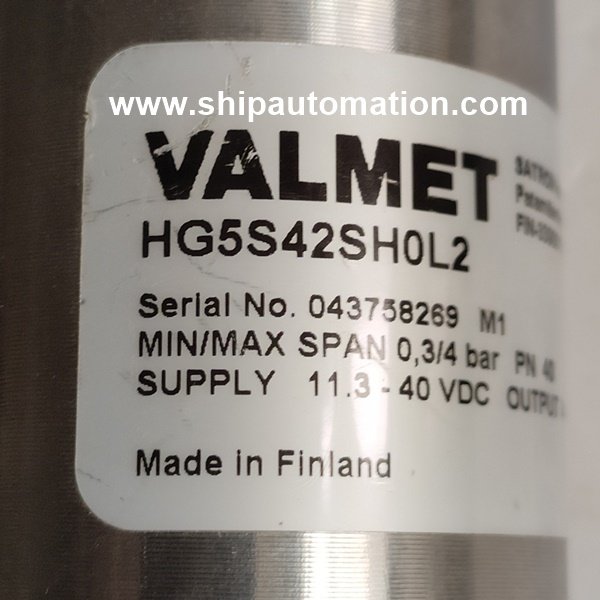 www.shipautomation.com
VALMET
HG5S42SH0L2
Serial No. 043758269 M1
MIN/MAX SPAN 0,3/4 bar PN 40
SUPPLY 11.3 - 40 VDC OUTPUT
Made in Finland